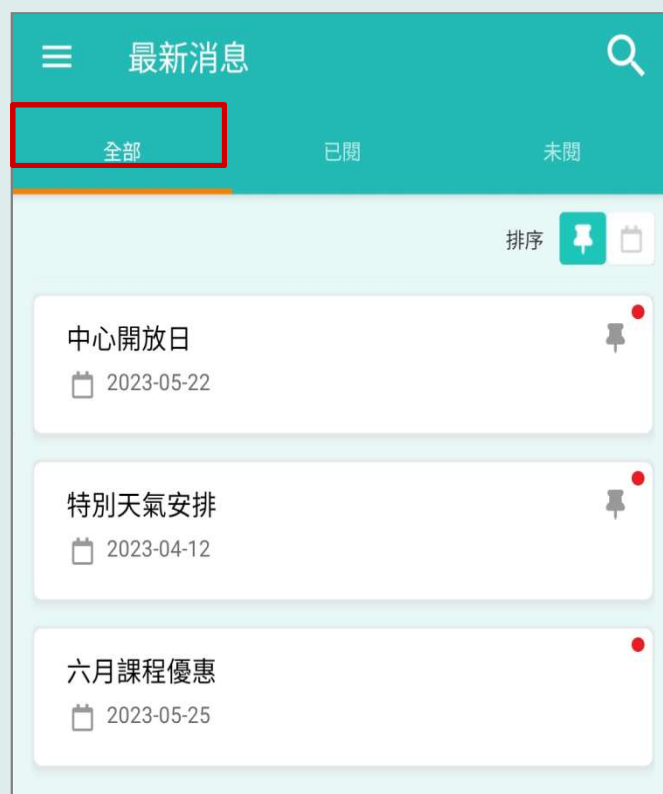 最新消息
全部 已閱 未閱
排序
中心開放日
2023-05-22
特別天氣安排
2023-04-12
六月課程優惠
2023-05-25